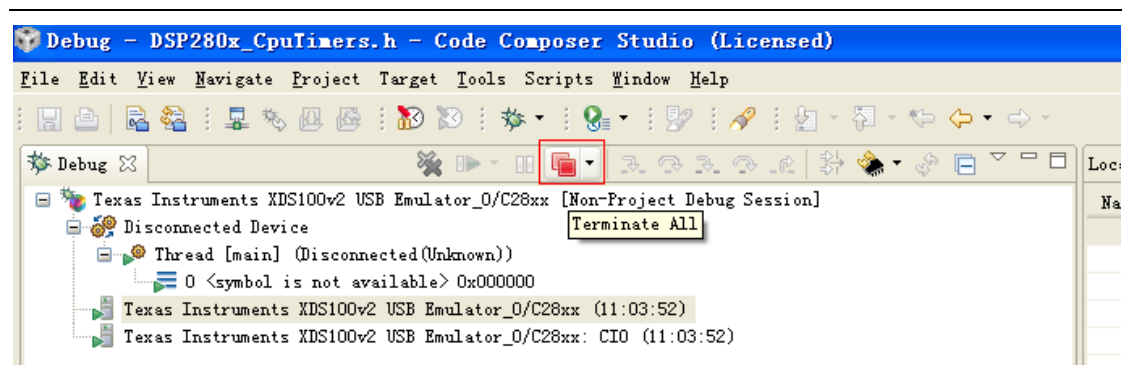 Debug - DSP280x_CpuTimers.h - Code Composer Studio (Licensed)
File Edit View Navigate Project Target Tools Scripts Window Help
Debug
Texas Instruments XDS100v2 USB Emulator_0/C28xx [Non-Project Debug Session]
Disconnected Device
Terminate All
Thread [main] (Disconnected(Unknown))
0 <symbol is not available> 0x000000
Texas Instruments XDS100v2 USB Emulator_0/C28xx (11:03:52)
Texas Instruments XDS100v2 USB Emulator_0/C28xx: CIO (11:03:52)
Loc
Na